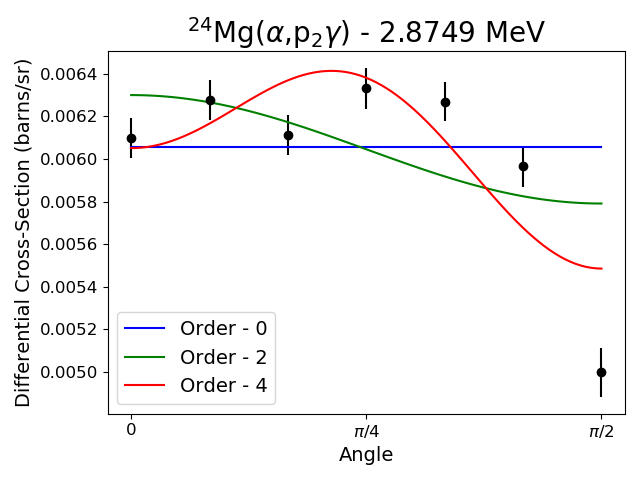 ²⁴Mg(α,p₂γ) - 2.8749 MeV
Differential Cross-Section (barns/sr)
0.0064
0.0062
0.0060
0.0058
0.0056
0.0054
0.0052
0.0050
Order - 0
Order - 2
Order - 4
0
π/4
π/2
Angle